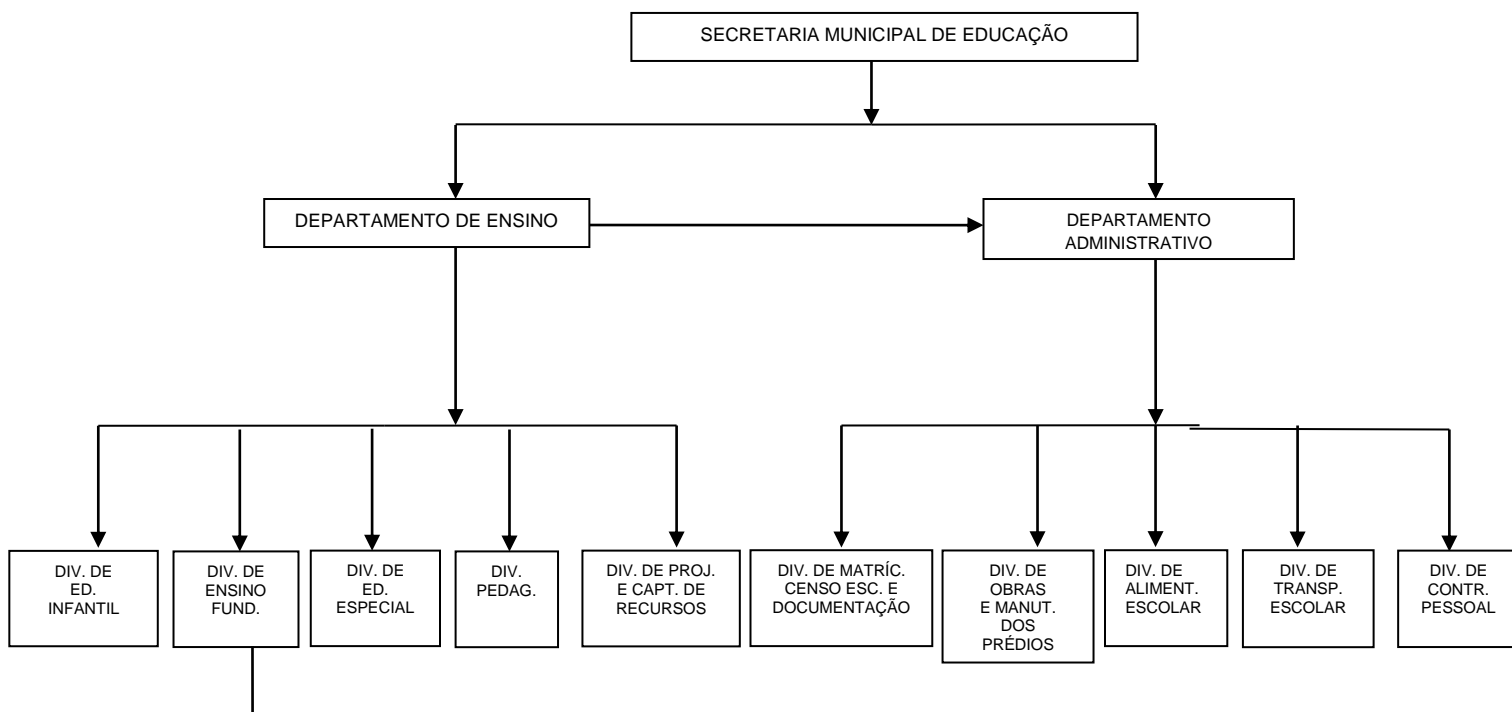 SECRETARIA MUNICIPAL DE EDUCAÇÃO
DEPARTAMENTO DE ENSINO
DEPARTAMENTO
ADMINISTRATIVO
DIV. DE
ED.
INFANTIL
DIV. DE
ENSINO
FUND.
DIV. DE
ED.
ESPECIAL
DIV.
PEDAG.
DIV. DE PROJ.
E CAPT. DE
RECURSOS
DIV. DE MATRÍC.
CENSO ESC. E
DOCUMENTAÇÃO
DIV. DE
OBRAS
E MANUT.
DOS
PRÉDIOS
DIV. DE
ALIMENT.
ESCOLAR
DIV. DE
TRANSP.
ESCOLAR
DIV. DE
CONTR.
PESSOAL